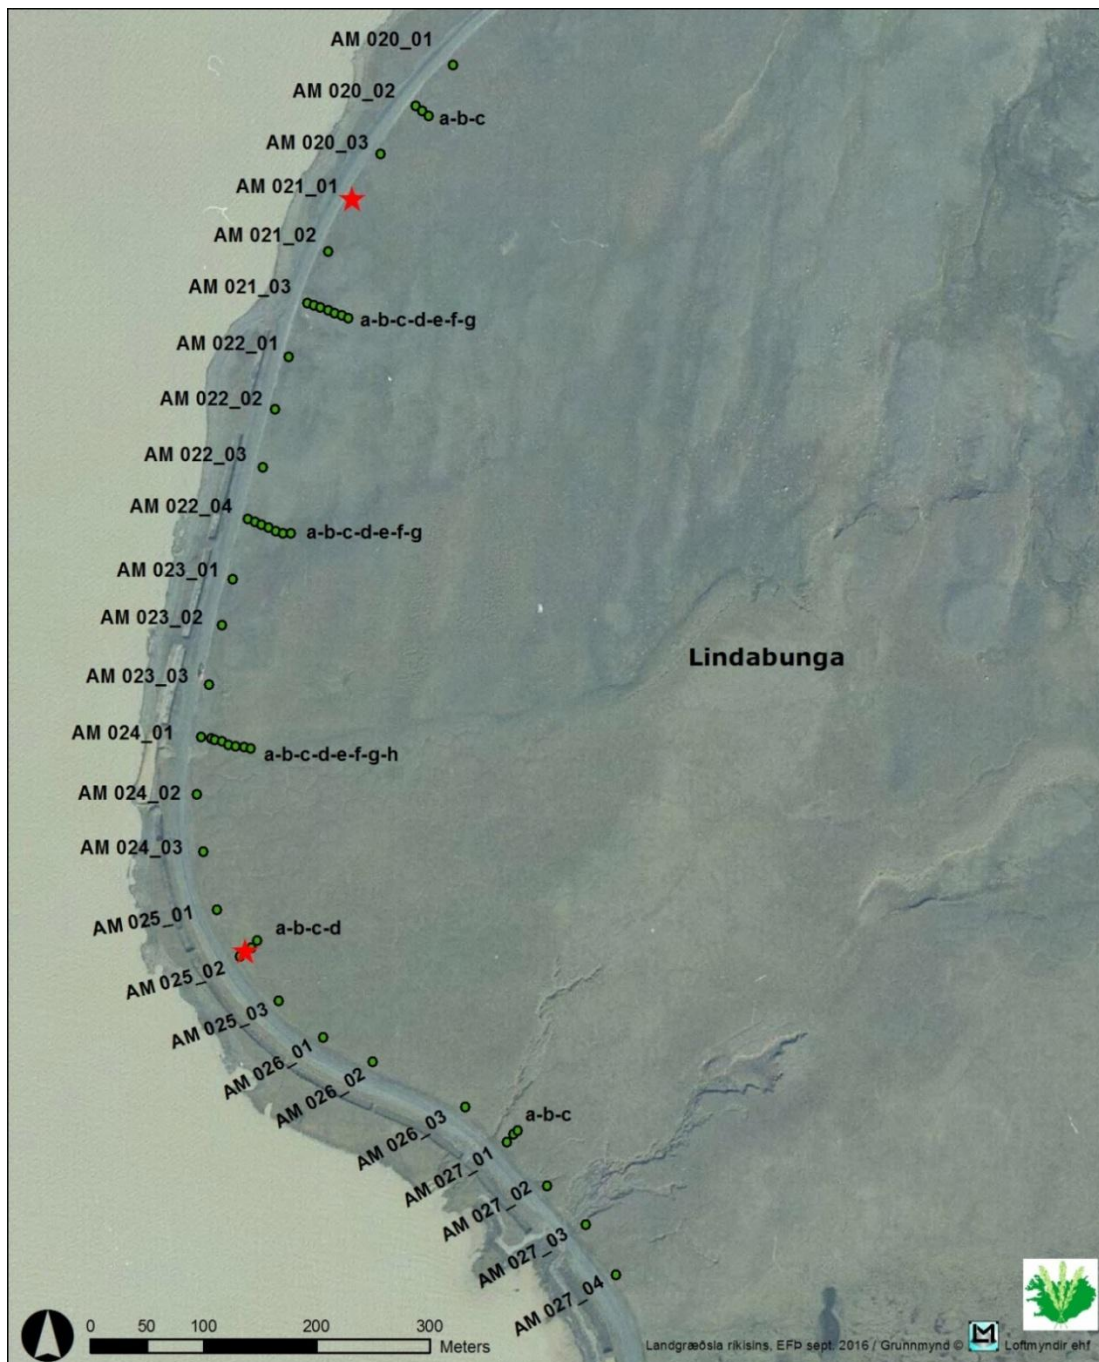 AM 020_01
AM 020_02
a-b-c
AM 020_03
AM 021_01
AM 021_02
AM 021_03
a-b-c-d-e-f-g
AM 022_01
AM 022_02
AM 022_03
AM 022_04
a-b-c-d-e-f-g
AM 023_01
AM 023_02
Lindabunga
AM 023_03
AM 024_01
a-b-c-d-e-f-g-h
AM 024_02
AM 024_03
AM 025_01
a-b-c-d
AM 025_02
AM 025_03
AM 026_01
AM 026_02
AM 026_03
a-b-c
AM 027_01
AM 027_02
AM 027_03
AM 027_04
0 50 100 200 300
Meters
Landgræðsla ríkisins, EFÞ sept. 2016 / Grunnmynd © LM Loftmyndir ehf